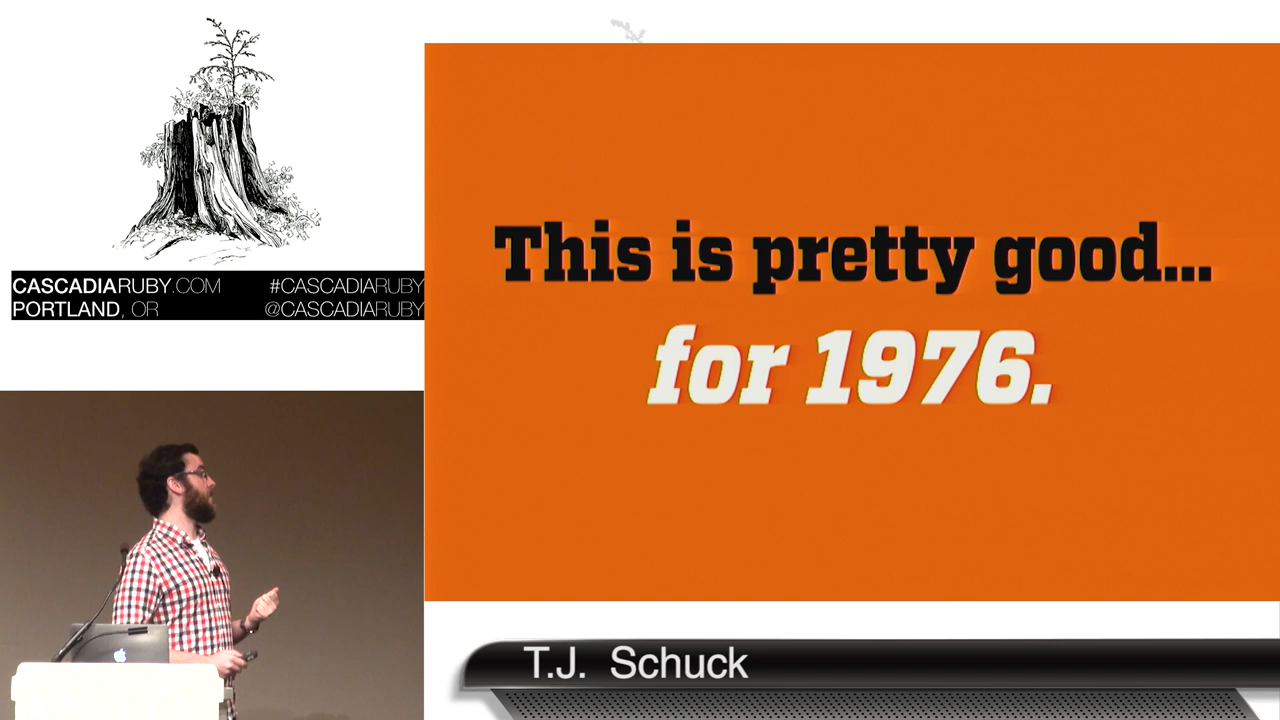 CASCADIARUBY.COM #CASCADIARUBY
PORTLAND, OR @CASCADIARUBY
This is pretty good...
for 1976.
T.J. Schuck